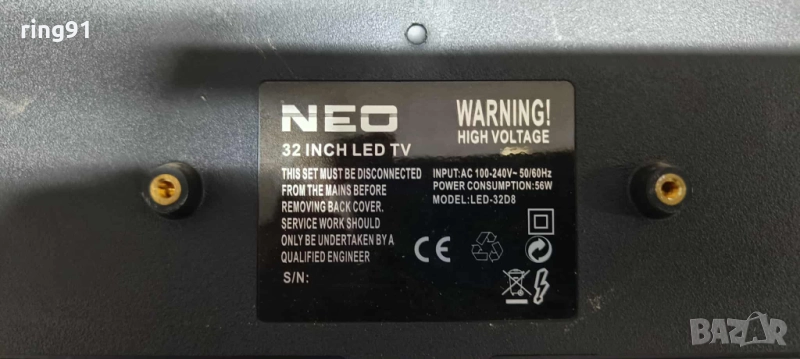 ring91
NEO
32 INCH LED TV
THIS SET MUST BE DISCONNECTED
FROM THE MAINS BEFORE
REMOVING BACK COVER.
SERVICE WORK SHOULD
ONLY BE UNDERTAKEN BY A
QUALIFIED ENGINEER
S/N:
WARNING!
HIGH VOLTAGE
INPUT:AC 100-240V~ 50/60Hz
POWER CONSUMPTION:56W
MODEL:LED-32D8
CE
BAZAR